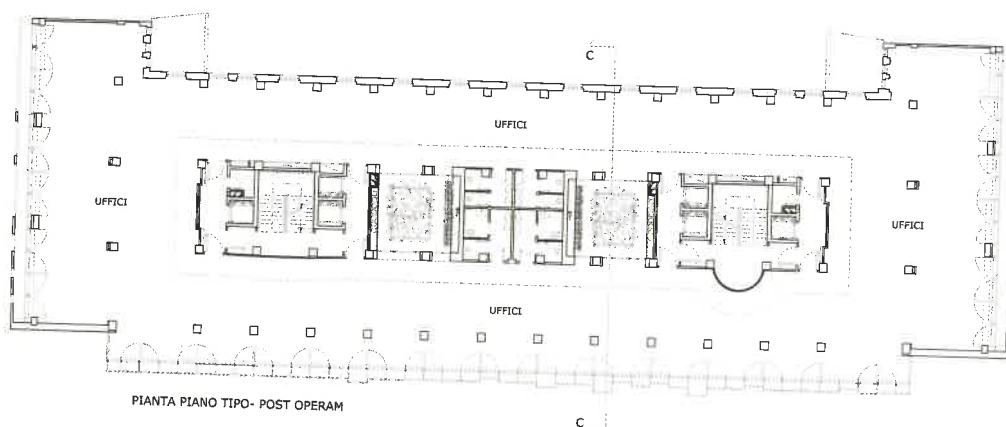 C
UFFICI
UFFICI
UFFICI
UFFICI
PIANTA PIANO TIPO- POST OPERAM
C